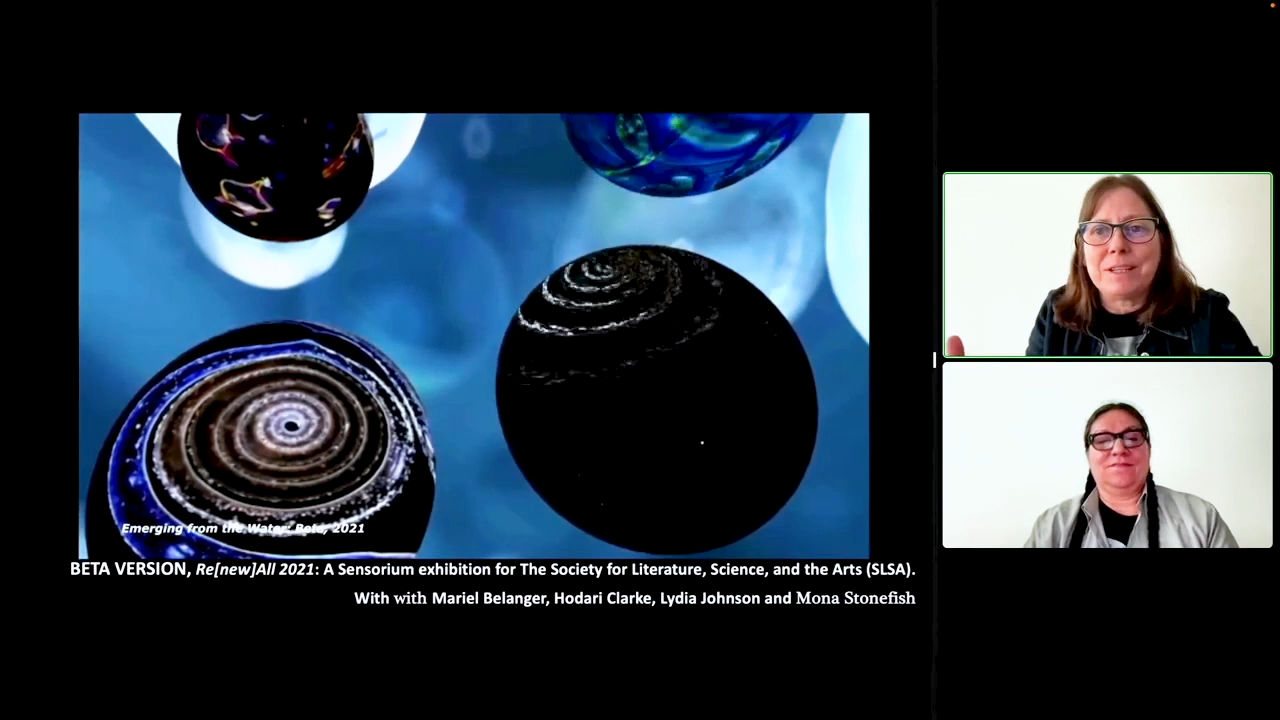 Emerging from the Water: Beta, 2021
BETA VERSION, Re[new]All 2021: A Sensorium exhibition for The Society for Literature, Science, and the Arts (SLSA).
With with Mariel Belanger, Hodari Clarke, Lydia Johnson and Mona Stonefish